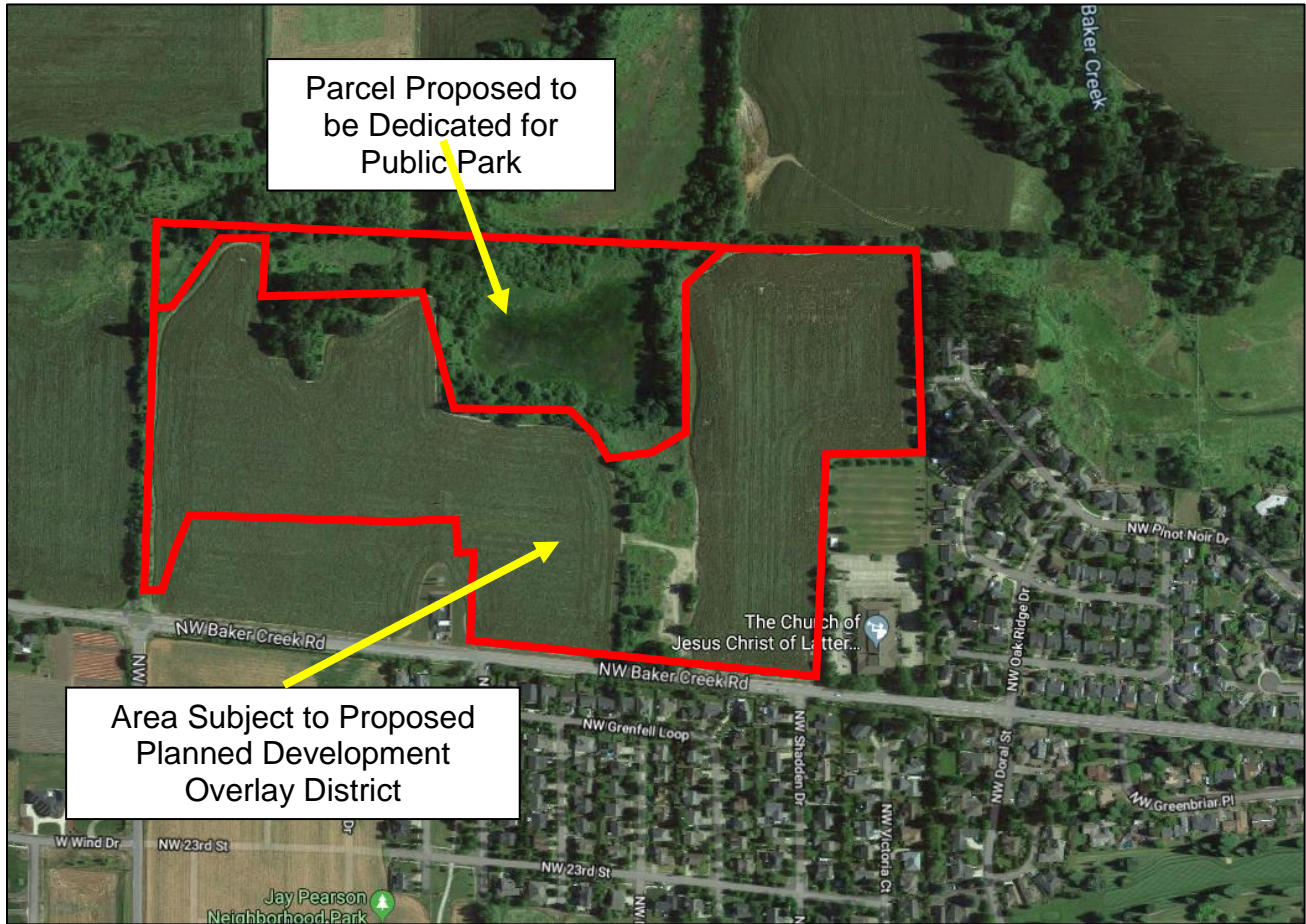 Baker Creek
Parcel Proposed to
be Dedicated for
Public Park
NW Pinot Noir Dr
NW Oak Ridge Dr
The Church of
Jesus Christ of Latter...
NW Baker Creek Rd
NW Baker Creek Rd
NW
Area Subject to Proposed
Planned Development
Overlay District
NW Grenfell Loop
NW Shadden Dr
NW Doral St
NW Greenbriar Pl
NW Victoria Ct
W Wind Dr
NW 23rd St
Dr
NW 23rd St
Jay Pearson
Neighborhood Park